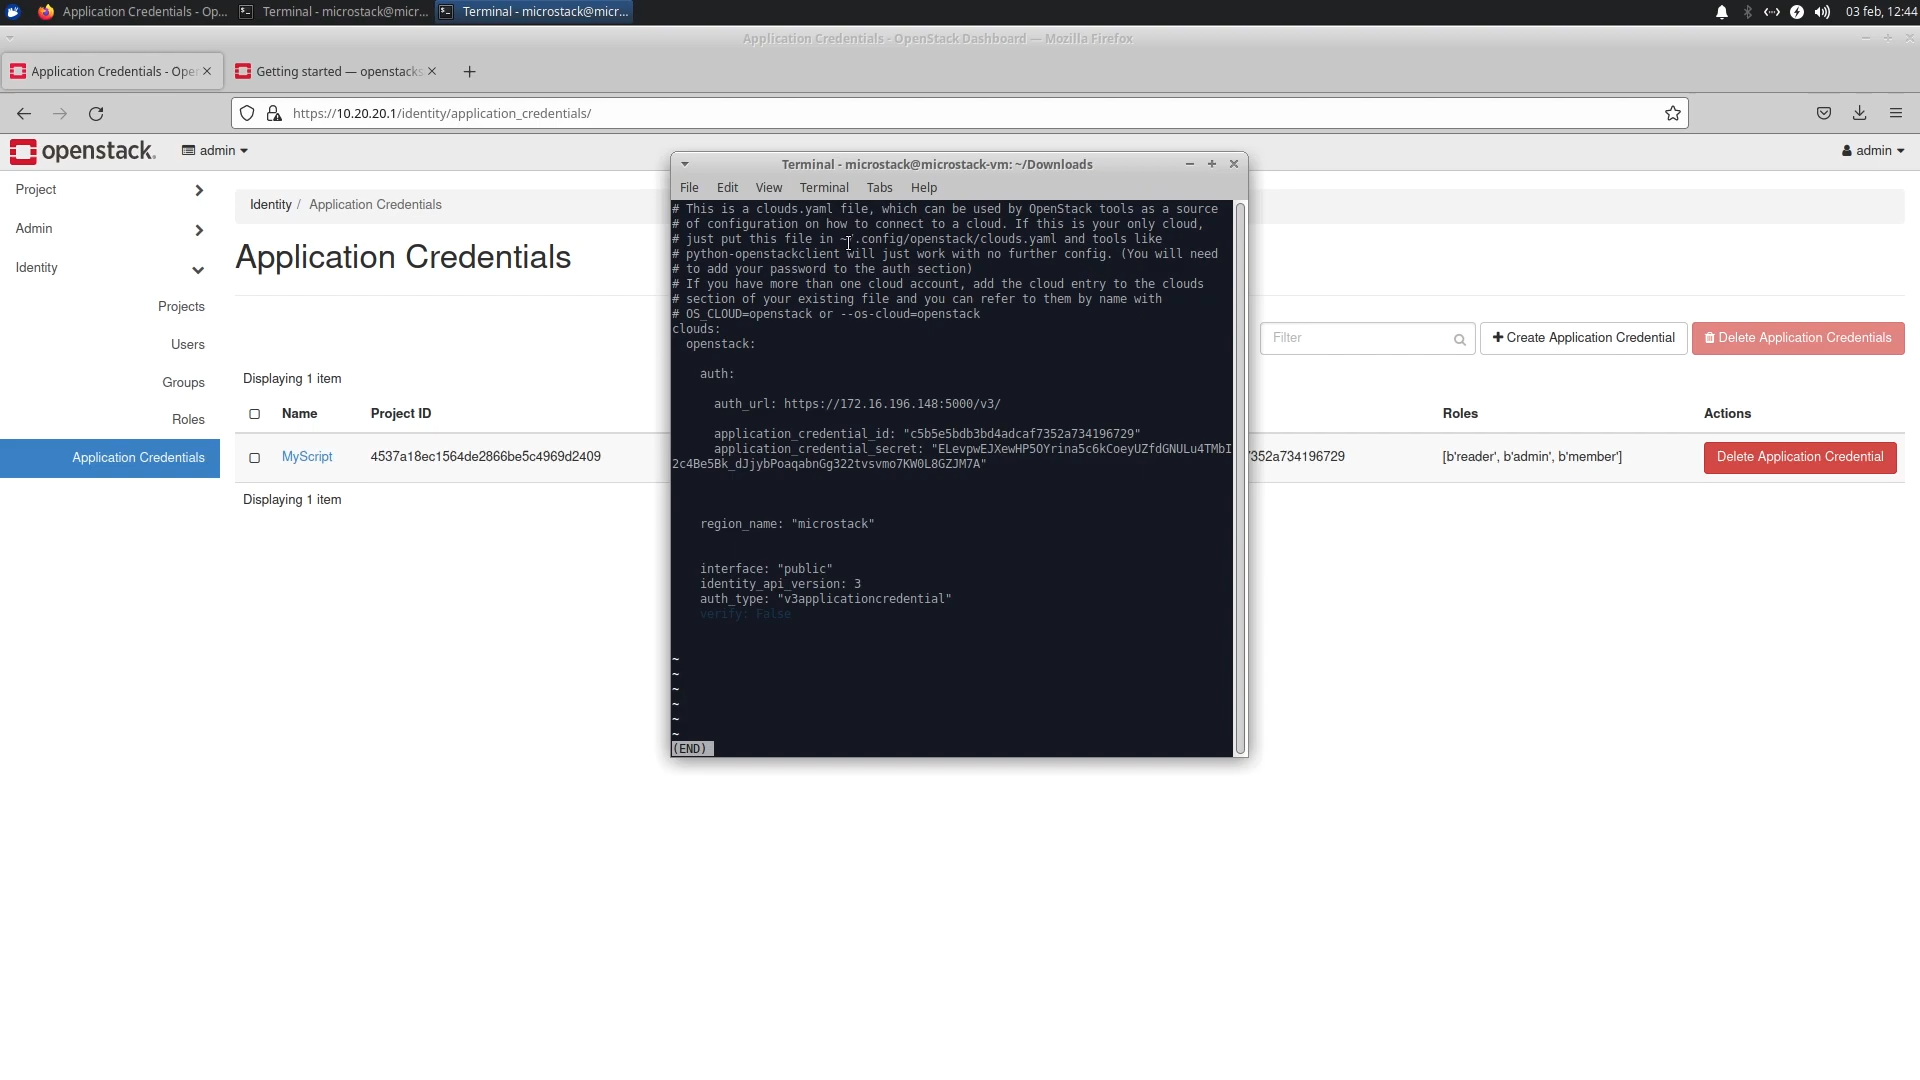 Application Credentials - Op...
Terminal - microstack@micr...
Terminal - microstack@micr...
03 feb, 12:44
Application Credentials - OpenStack Dashboard — Mozilla Firefox
Application Credentials - Oper
Getting started — openstacks
https://10.20.20.1/identity/application_credentials/
openstack.
admin
admin
Project
Admin
Identity
Projects
Users
Groups
Roles
Application Credentials
Identity / Application Credentials
Application Credentials
Filter
Create Application Credential
Delete Application Credentials
Displaying 1 item
Name Project ID Roles Actions
MyScript 4537a18ec1564de2866be5c4969d2409 7352a734196729 [b'reader', b'admin', b'member'] Delete Application Credential
Displaying 1 item
Terminal - microstack@microstack-vm: ~/Downloads
File Edit View Terminal Tabs Help
# This is a clouds.yaml file, which can be used by OpenStack tools as a source
# of configuration on how to connect to a cloud. If this is your only cloud,
# just put this file in ~/.config/openstack/clouds.yaml and tools like
# python-openstackclient will just work with no further config. (You will need
# to add your password to the auth section)
# If you have more than one cloud account, add the cloud entry to the clouds
# section of your existing file and you can refer to them by name with
# OS_CLOUD=openstack or --os-cloud=openstack
clouds:
openstack:
auth:
auth_url: https://172.16.196.148:5000/v3/
application_credential_id: "c5b5e5bdb3bd4adcaf7352a734196729"
application_credential_secret: "ELevpwEJXewHP5OYrina5c6kCoeyUZfdGNULu4TMbI
2c4Be5Bk_dJjybPoaqabnGg322tvsvmo7KW0L8GZJM7A"
region_name: "microstack"
interface: "public"
identity_api_version: 3
auth_type: "v3applicationcredential"
verify: False
~
~
~
~
~
~
(END)